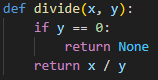 def divide(x, y):
    if y == 0:
        return None
    return x / y